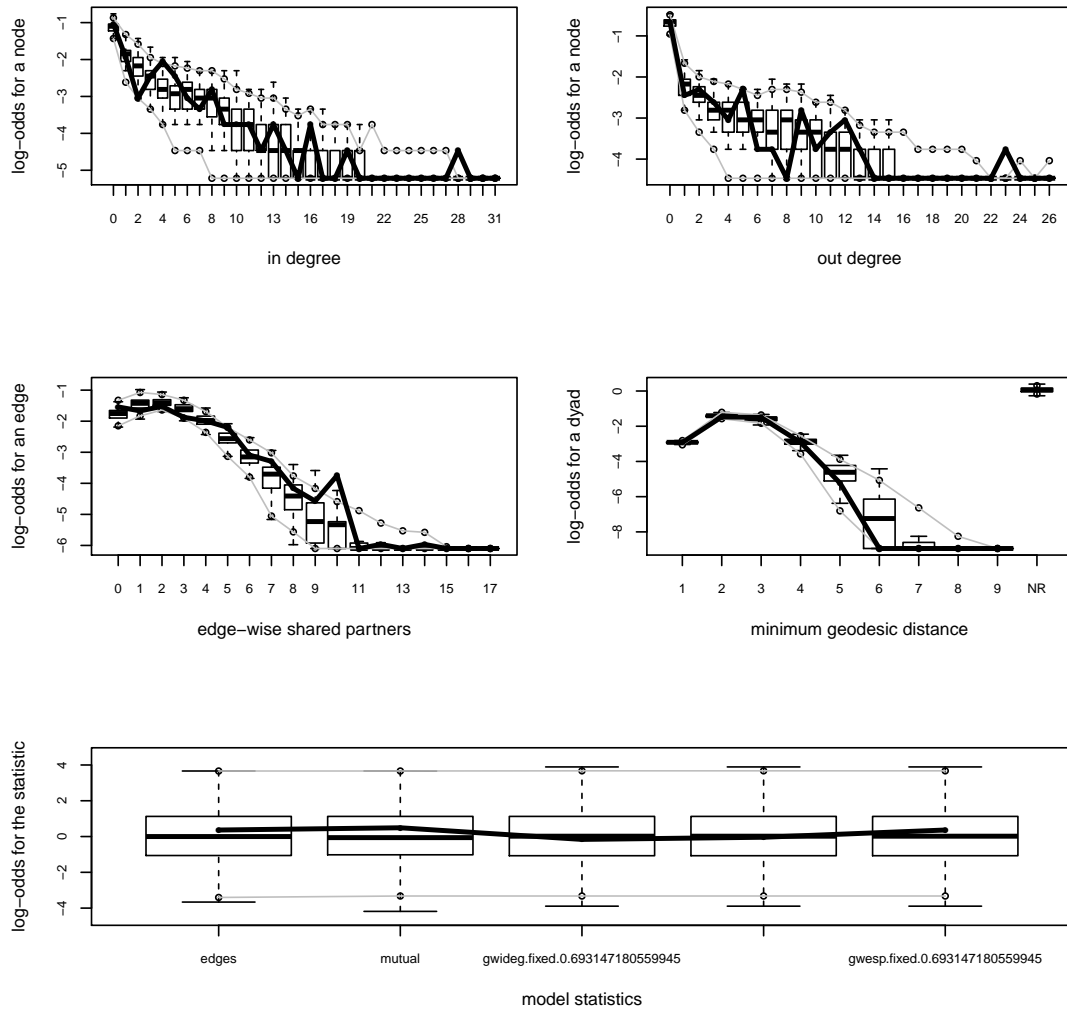 log−odds for a node
−1
−2
−3
−4
−5
0 2 4 6 8 10 13 16 19 22 25 28 31
in degree
log−odds for a node
−1
−2
−3
−4
0 2 4 6 8 10 12 14 16 18 20 22 24 26
out degree
log−odds for an edge
−1
−2
−3
−4
−5
−6
0 1 2 3 4 5 6 7 8 9 11 13 15 17
edge−wise shared partners
log−odds for a dyad
0
−2
−4
−6
−8
1 2 3 4 5 6 7 8 9 NR
minimum geodesic distance
log−odds for the statistic
4
2
0
−2
−4
edges mutual gwideg.fixed.0.693147180559945 gwesp.fixed.0.693147180559945
model statistics